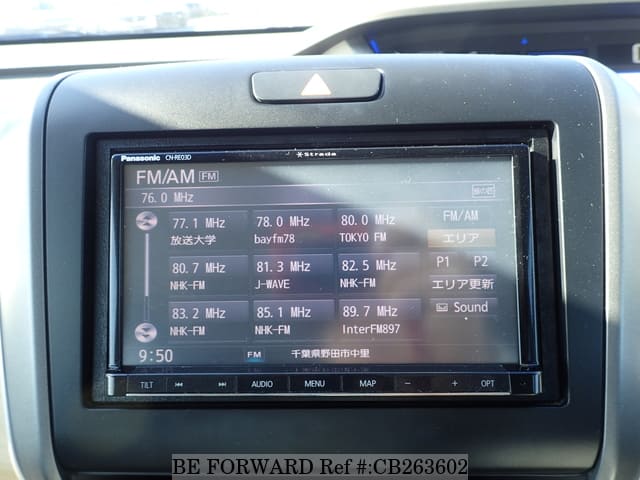 Panasonic CN-RE03D Strada
FM/AM FM
76.0 MHz
77.1 MHz 78.0 MHz 80.0 MHz FM/AM
放送大学 bayfm78 TOKYO FM エリア
80.7 MHz 81.3 MHz 82.5 MHz P1 P2
NHK-FM J-WAVE NHK-FM エリア更新
83.2 MHz 85.1 MHz 89.7 MHz Sound
NHK-FM NHK-FM InterFM897
9:50 FM 千葉県野田市中里
TILT AUDIO MENU MAP − + OPT
BE FORWARD Ref #:CB263602